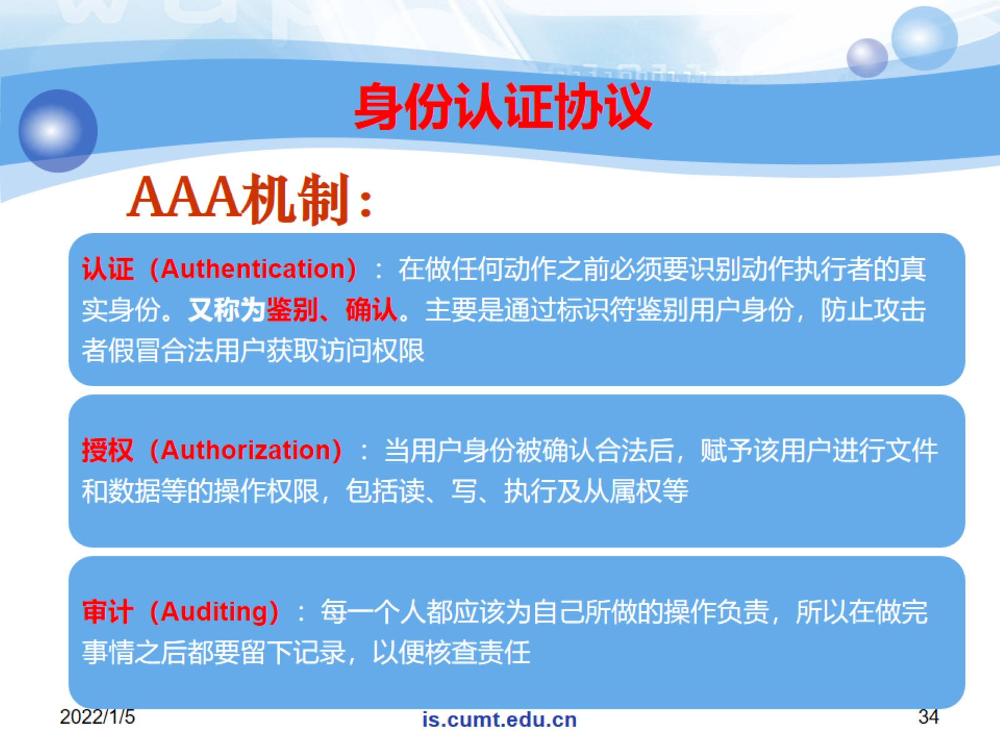 身份认证协议
AAA机制：
认证（Authentication）：在做任何动作之前必须要识别动作执行者的真
实身份。又称为鉴别、确认。主要是通过标识符鉴别用户身份，防止攻击
者假冒合法用户获取访问权限
授权（Authorization）：当用户身份被确认合法后，赋予该用户进行文件
和数据等的操作权限，包括读、写、执行及从属权等
审计（Auditing）：每一个人都应该为自己所做的操作负责，所以在做完
事情之后都要留下记录，以便核查责任
2022/1/5
is.cumt.edu.cn
34